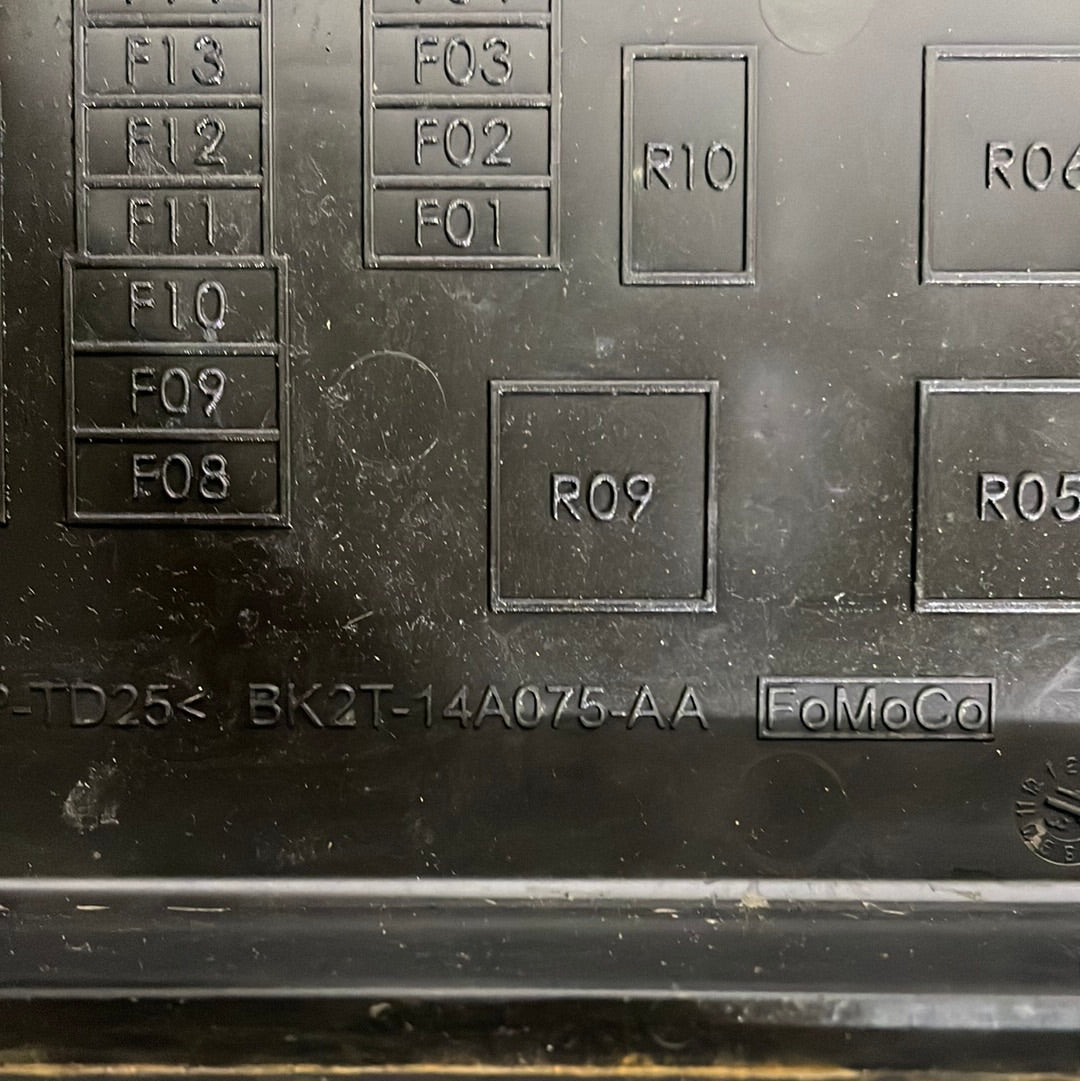 F13
F12
F11
F10
F09
F08
F03
F02
F01
R10
R06
R09
R05
P-TD25< BK2T-14A075-AA FoMoCo